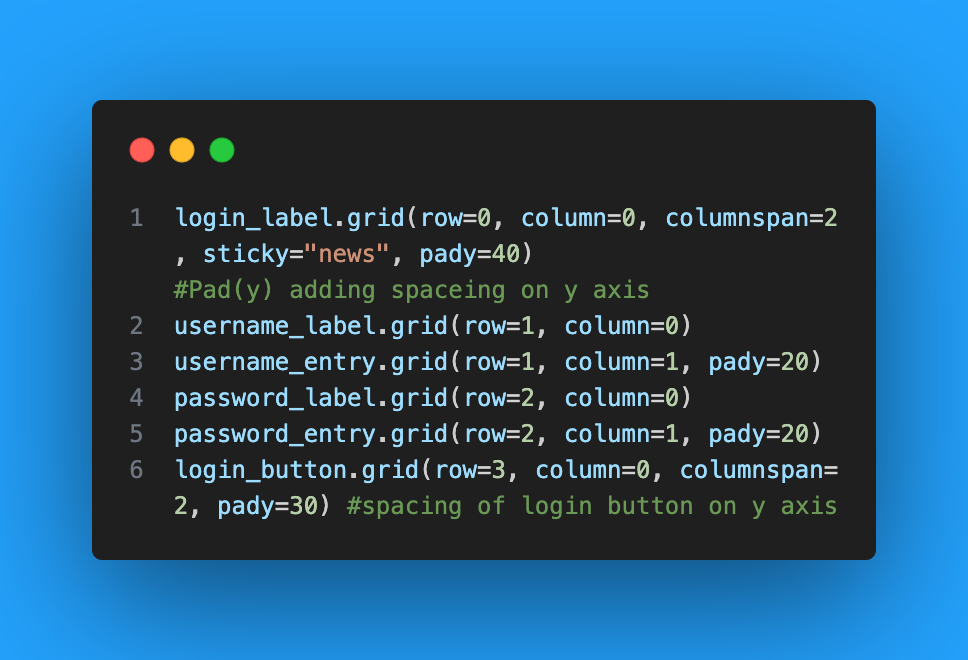 1 login_label.grid(row=0, column=0, columnspan=2
, sticky="news", pady=40)
#Pad(y) adding spaceing on y axis
2 username_label.grid(row=1, column=0)
3 username_entry.grid(row=1, column=1, pady=20)
4 password_label.grid(row=2, column=0)
5 password_entry.grid(row=2, column=1, pady=20)
6 login_button.grid(row=3, column=0, columnspan=
2, pady=30) #spacing of login button on y axis